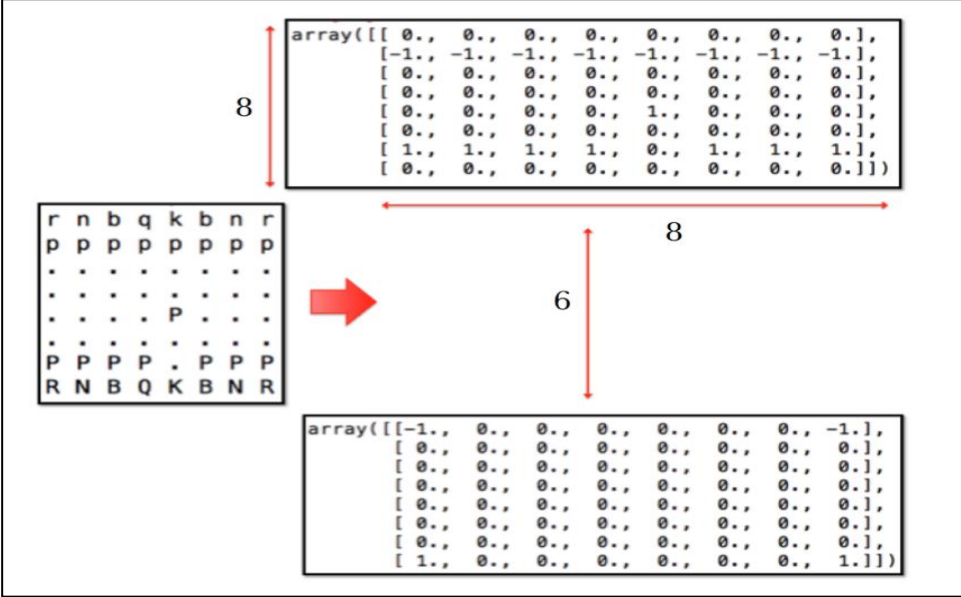 array([[ 0., 0., 0., 0., 0., 0., 0., 0.],
[-1., -1., -1., -1., -1., -1., -1., -1.],
[ 0., 0., 0., 0., 0., 0., 0., 0.],
[ 0., 0., 0., 0., 0., 0., 0., 0.],
[ 0., 0., 0., 0., 1., 0., 0., 0.],
[ 0., 0., 0., 0., 0., 0., 0., 0.],
[ 1., 1., 1., 1., 0., 1., 1., 1.],
[ 0., 0., 0., 0., 0., 0., 0., 0.]])
8
8
r n b q k b n r
p p p p p p p p
. . . . . . . .
. . . . . . . .
. . . . P . . .
. . . . . . . .
P P P P . P P P
R N B Q K B N R
6
array([[-1., 0., 0., 0., 0., 0., 0., -1.],
[ 0., 0., 0., 0., 0., 0., 0., 0.],
[ 0., 0., 0., 0., 0., 0., 0., 0.],
[ 0., 0., 0., 0., 0., 0., 0., 0.],
[ 0., 0., 0., 0., 0., 0., 0., 0.],
[ 0., 0., 0., 0., 0., 0., 0., 0.],
[ 0., 0., 0., 0., 0., 0., 0., 0.],
[ 1., 0., 0., 0., 0., 0., 0., 1.]])